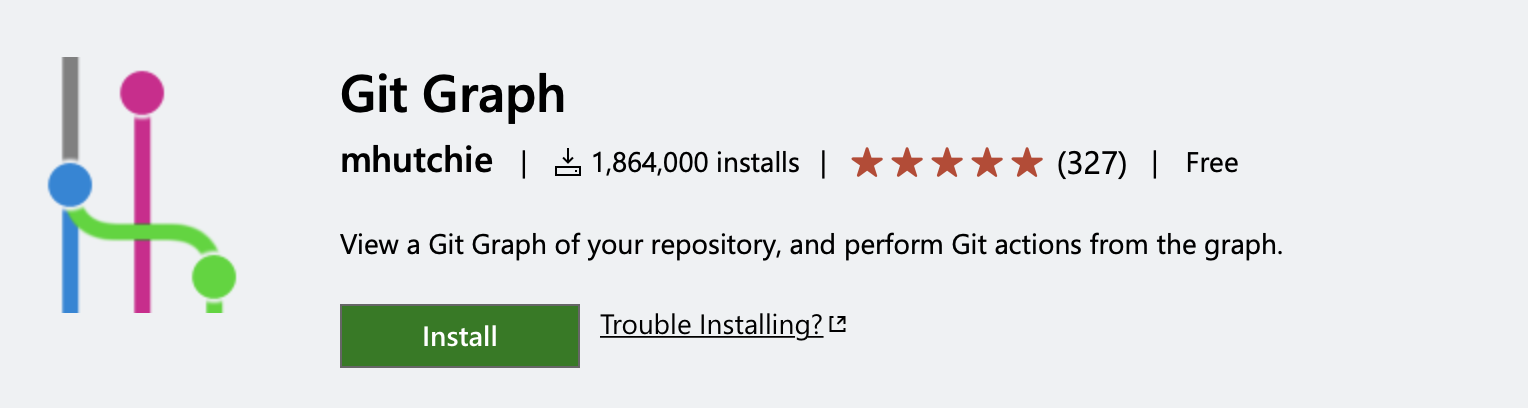 Git Graph
mhutchie | 1,864,000 installs | (327) | Free
View a Git Graph of your repository, and perform Git actions from the graph.
Install Trouble Installing?